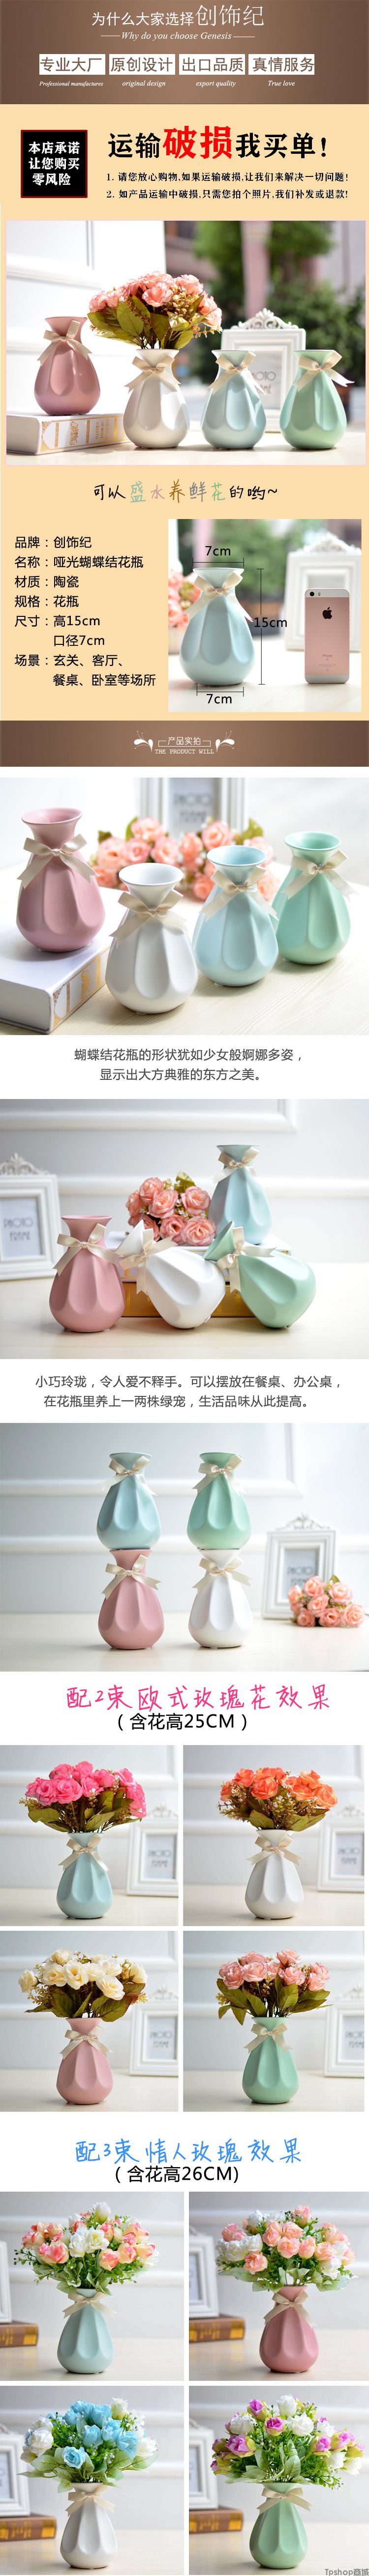 为什么大家选择创饰纪
Why do you choose Genesis
专业大厂 原创设计 出口品质 真情服务
Professional manufactures original design export quality True love
本店承诺
让您购买
零风险
运输破损我买单!
1. 请您放心购物,如果运输破损,让我们来解决一切问题!
2. 如产品运输中破损,只需您拍个照片,我们补发或退款!
可以盛水养鲜花的哟~
品牌：创饰纪
名称：哑光蝴蝶结花瓶
材质：陶瓷
规格：花瓶
尺寸：高15cm
口径7cm
场景：玄关、客厅、
餐桌、卧室等场所
7cm
15cm
7cm
产品实拍
THE PRODUCT WILL
蝴蝶结花瓶的形状犹如少女般婀娜多姿，
显示出大方典雅的东方之美。
PHOTO
小巧玲珑，令人爱不释手。可以摆放在餐桌、办公桌，
在花瓶里养上一两株绿宠，生活品味从此提高。
PHOTO
配2束欧式玫瑰花效果
（含花高25CM）
配3束情人玫瑰效果
（含花高26CM)
Tpshop商城